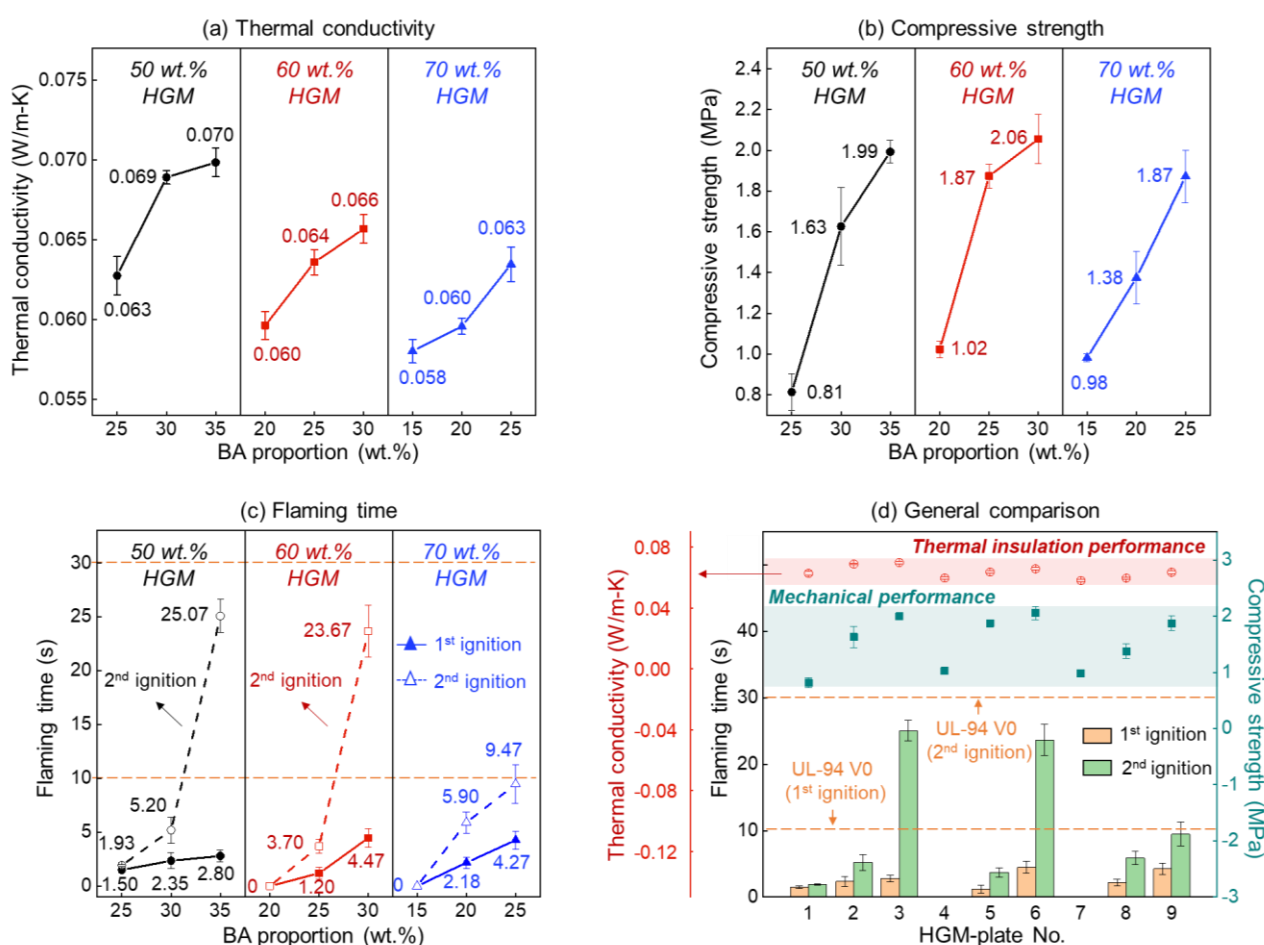 (a) Thermal conductivity
50 wt.% HGM
60 wt.% HGM
70 wt.% HGM
Thermal conductivity (W/m-K)
0.075
0.070
0.065
0.060
0.055
0.063
0.069
0.070
0.060
0.064
0.066
0.058
0.060
0.063
25 30 35 20 25 30 15 20 25
BA proportion (wt.%)
(b) Compressive strength
50 wt.% HGM
60 wt.% HGM
70 wt.% HGM
Compressive strength (MPa)
2.4
2.2
2.0
1.8
1.6
1.4
1.2
1.0
0.8
0.81
1.63
1.99
1.02
1.87
2.06
0.98
1.38
1.87
25 30 35 20 25 30 15 20 25
BA proportion (wt.%)
(c) Flaming time
50 wt.% HGM
60 wt.% HGM
70 wt.% HGM
Flaming time (s)
30
25
20
15
10
5
0
25.07
2nd ignition
5.20
1.93
1.50
2.35
2.80
23.67
2nd ignition
3.70
0
1.20
4.47
1st ignition
2nd ignition
9.47
5.90
0
2.18
4.27
25 30 35 20 25 30 15 20 25
BA proportion (wt.%)
(d) General comparison
Thermal conductivity (W/m-K)
0.08
0.04
0.00
-0.04
-0.08
-0.12
Flaming time (s)
40
30
20
10
0
Thermal insulation performance
Mechanical performance
UL-94 V0
(2nd ignition)
UL-94 V0
(1st ignition)
1st ignition
2nd ignition
3
2
1
0
-1
-2
-3
Compressive strength (MPa)
1 2 3 4 5 6 7 8 9
HGM-plate No.